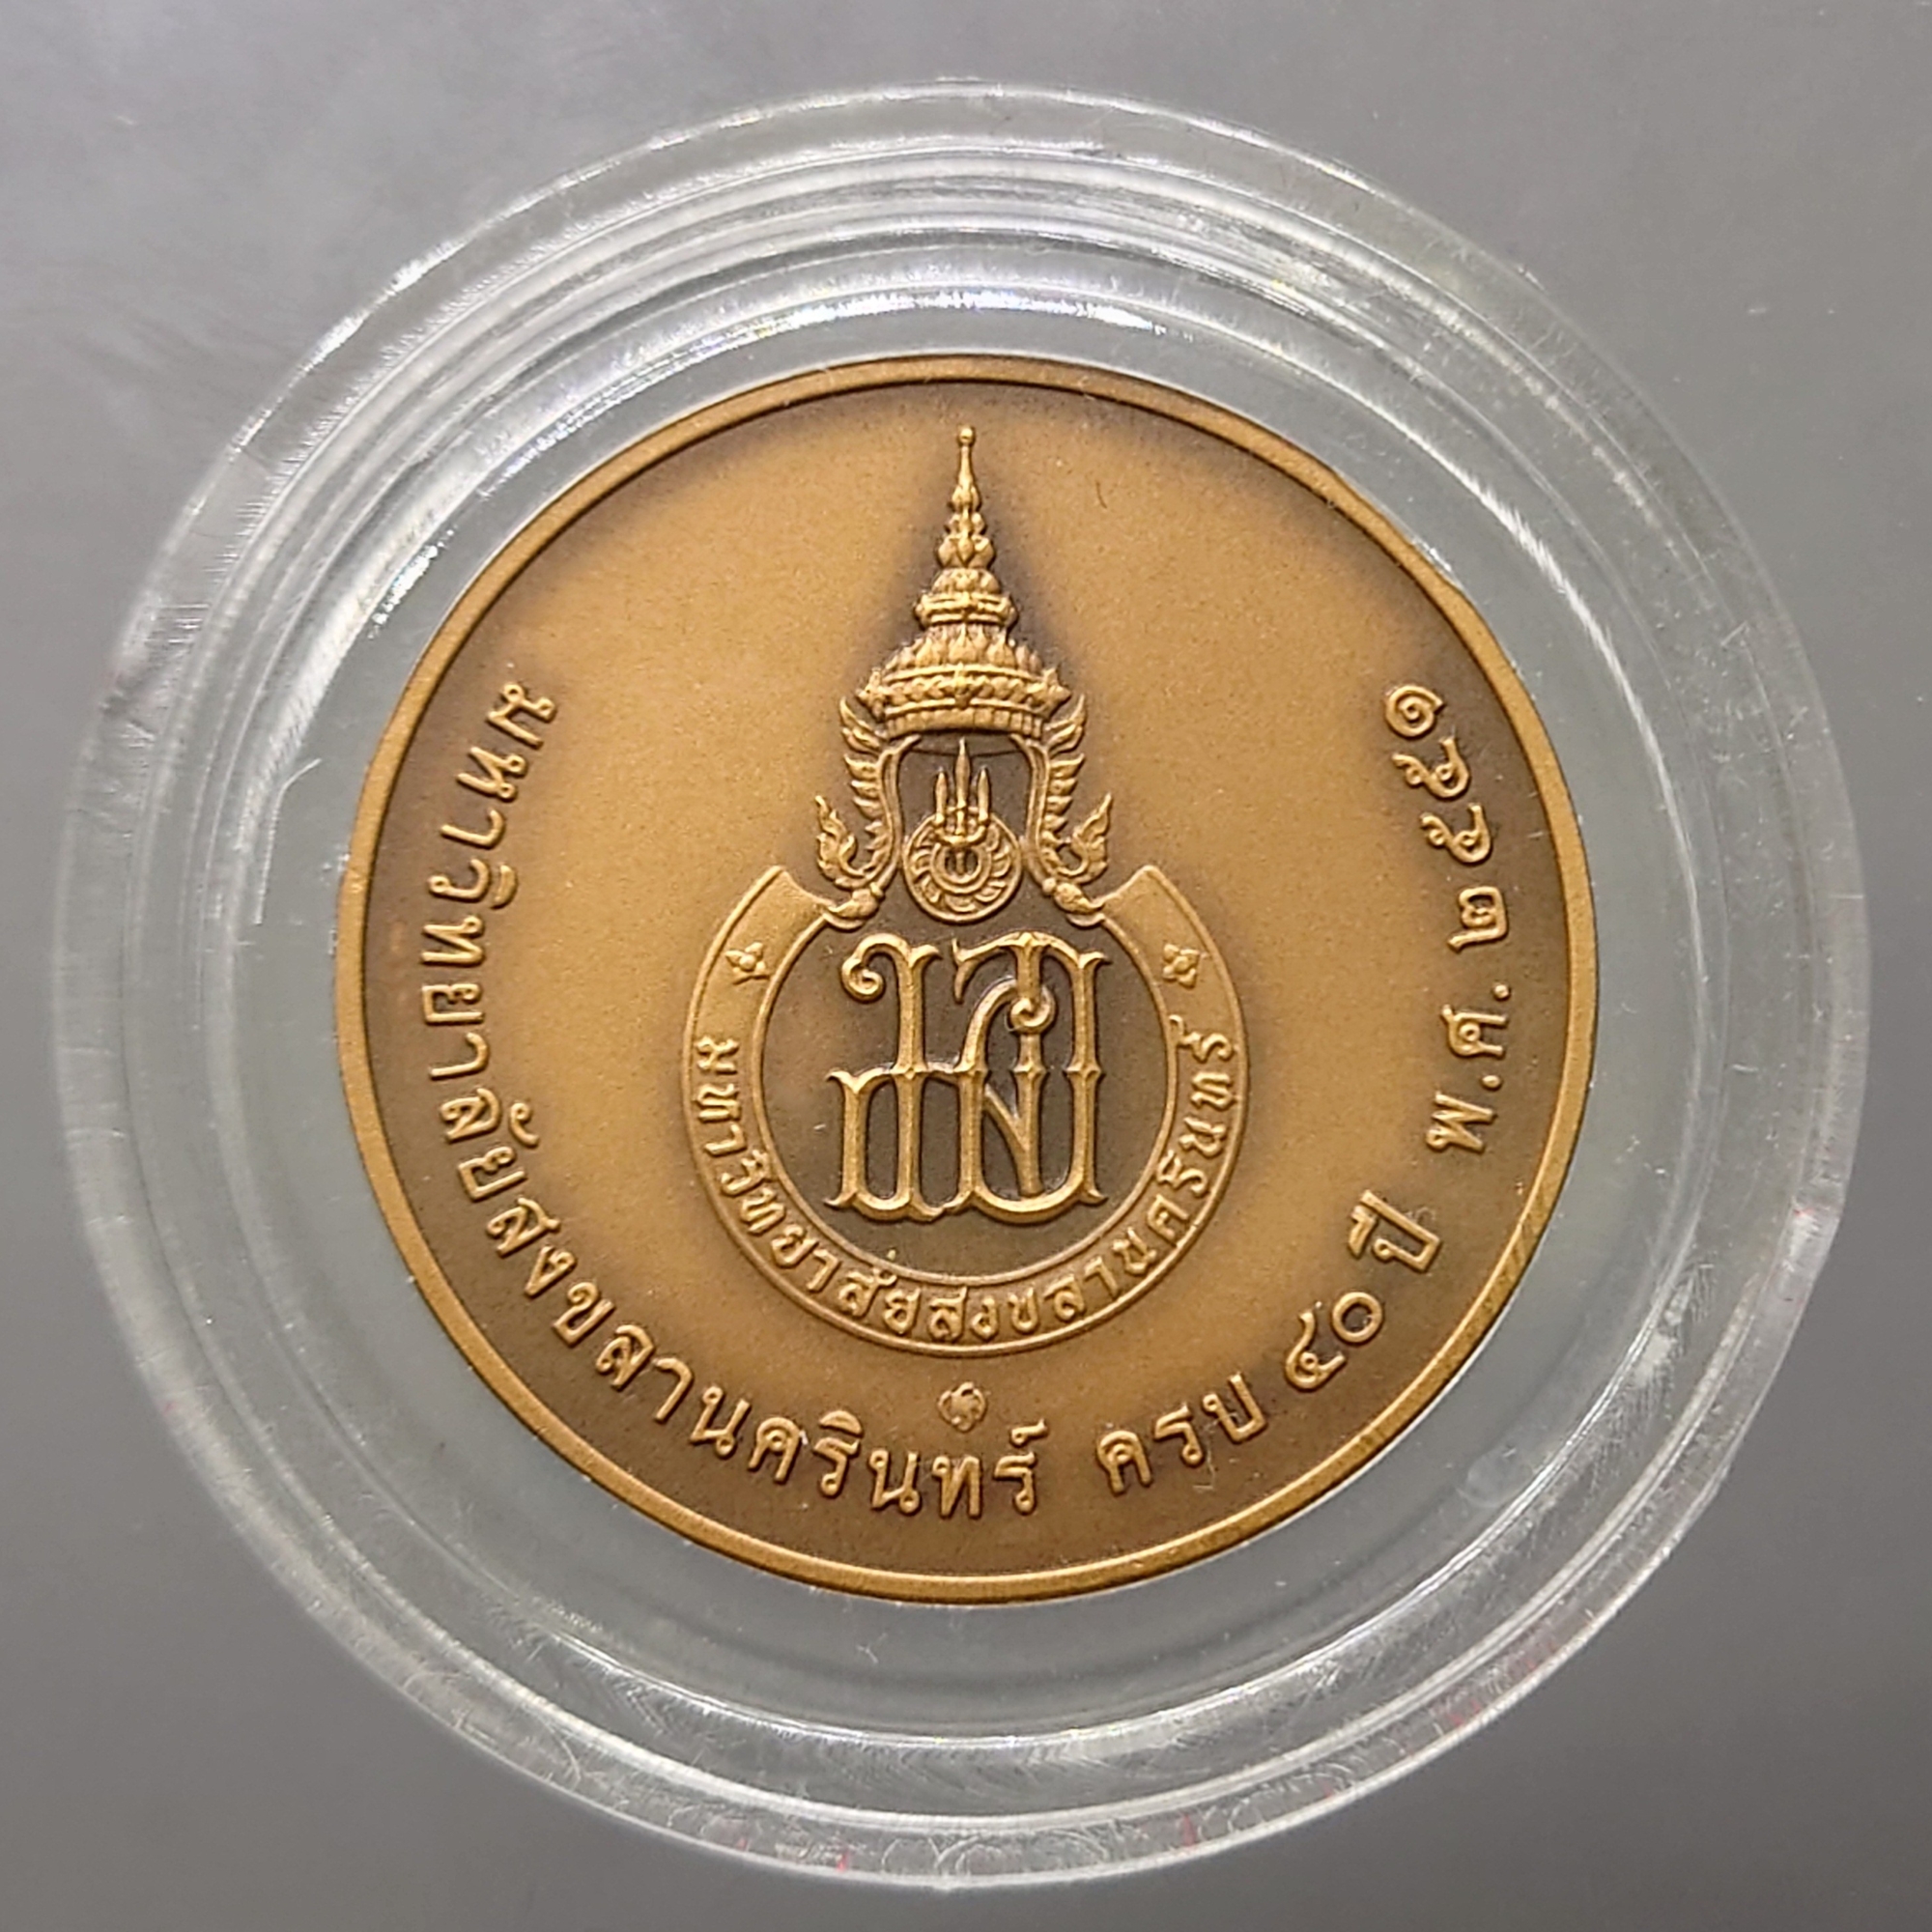 มหาวิทยาลัยสงขลานครินทร์ ครบ ๔๐ ปี พ.ศ. ๒๕๕๑
มหาวิทยาลัยสงขลานครินทร์